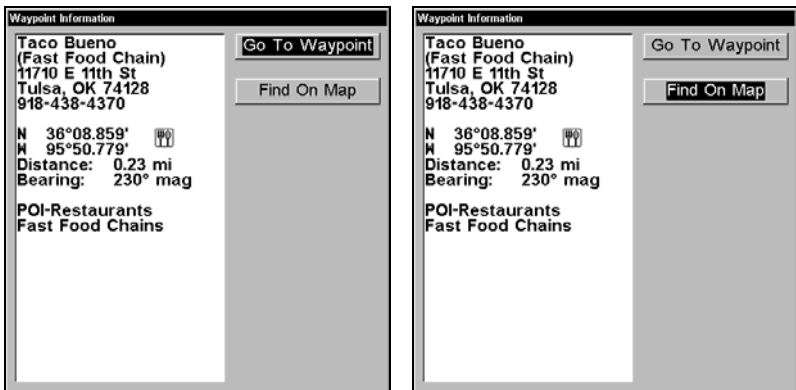 Waypoint Information
Taco Bueno
(Fast Food Chain)
11710 E 11th St
Tulsa, OK 74128
918-438-4370
N 36°08.859'
W 95°50.779'
Distance: 0.23 mi
Bearing: 230° mag
POI-Restaurants
Fast Food Chains
Go To Waypoint
Find On Map
Waypoint Information
Taco Bueno
(Fast Food Chain)
11710 E 11th St
Tulsa, OK 74128
918-438-4370
N 36°08.859'
W 95°50.779'
Distance: 0.23 mi
Bearing: 230° mag
POI-Restaurants
Fast Food Chains
Go To Waypoint
Find On Map